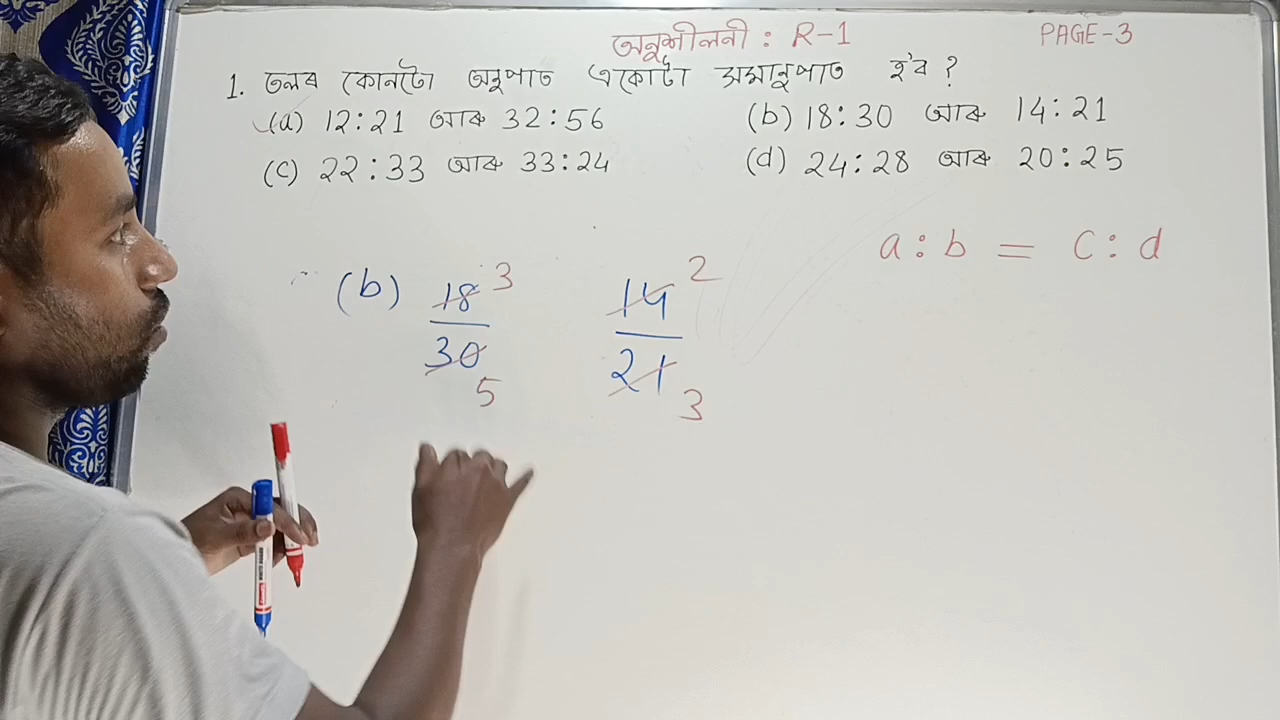 অনুশীলনী : R-1 PAGE-3
1. তলৰ কোনটো অনুপাত একোটা সমানুপাত হ'ব ?
(a) 12:21 আৰু 32:56 (b) 18:30 আৰু 14:21
(c) 22:33 আৰু 33:24 (d) 24:28 আৰু 20:25
a : b = c : d
(b) 18 3 14 2
30 5 21 3